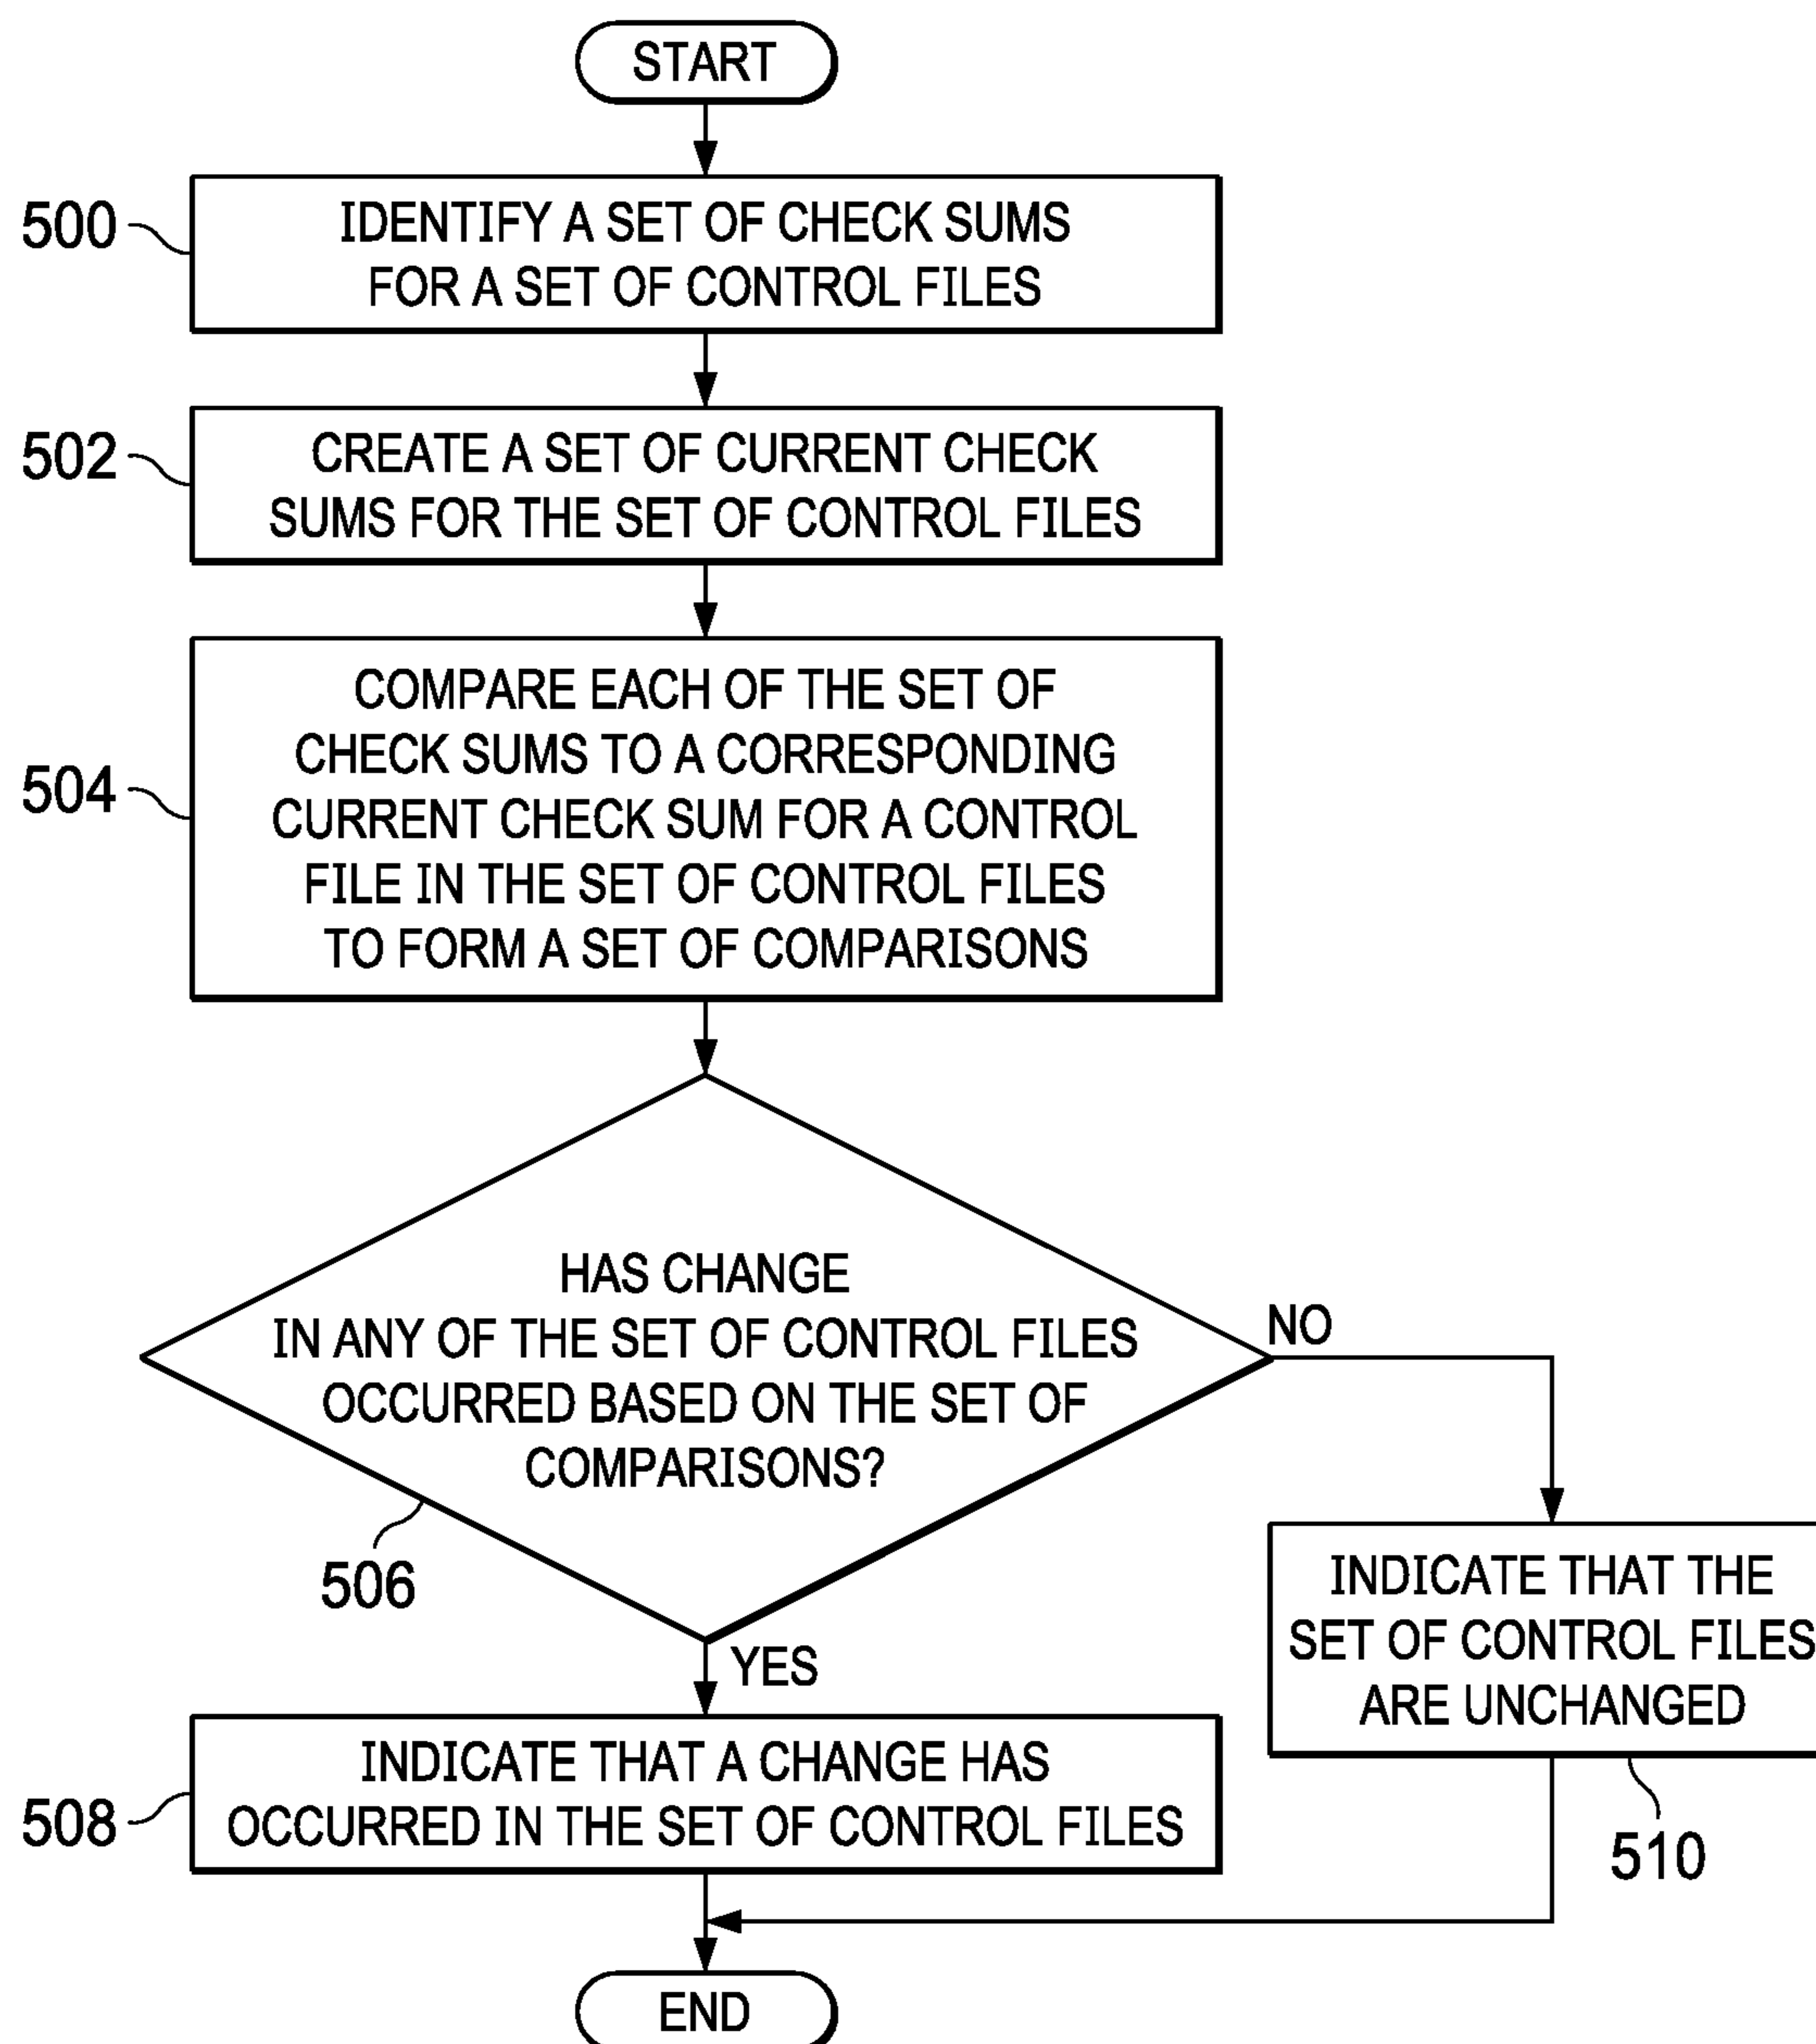 START
500
IDENTIFY A SET OF CHECK SUMS
FOR A SET OF CONTROL FILES
502
CREATE A SET OF CURRENT CHECK
SUMS FOR THE SET OF CONTROL FILES
504
COMPARE EACH OF THE SET OF
CHECK SUMS TO A CORRESPONDING
CURRENT CHECK SUM FOR A CONTROL
FILE IN THE SET OF CONTROL FILES
TO FORM A SET OF COMPARISONS
HAS CHANGE
IN ANY OF THE SET OF CONTROL FILES
OCCURRED BASED ON THE SET OF
COMPARISONS?
506
NO
YES
INDICATE THAT THE
SET OF CONTROL FILES
ARE UNCHANGED
510
508
INDICATE THAT A CHANGE HAS
OCCURRED IN THE SET OF CONTROL FILES
END